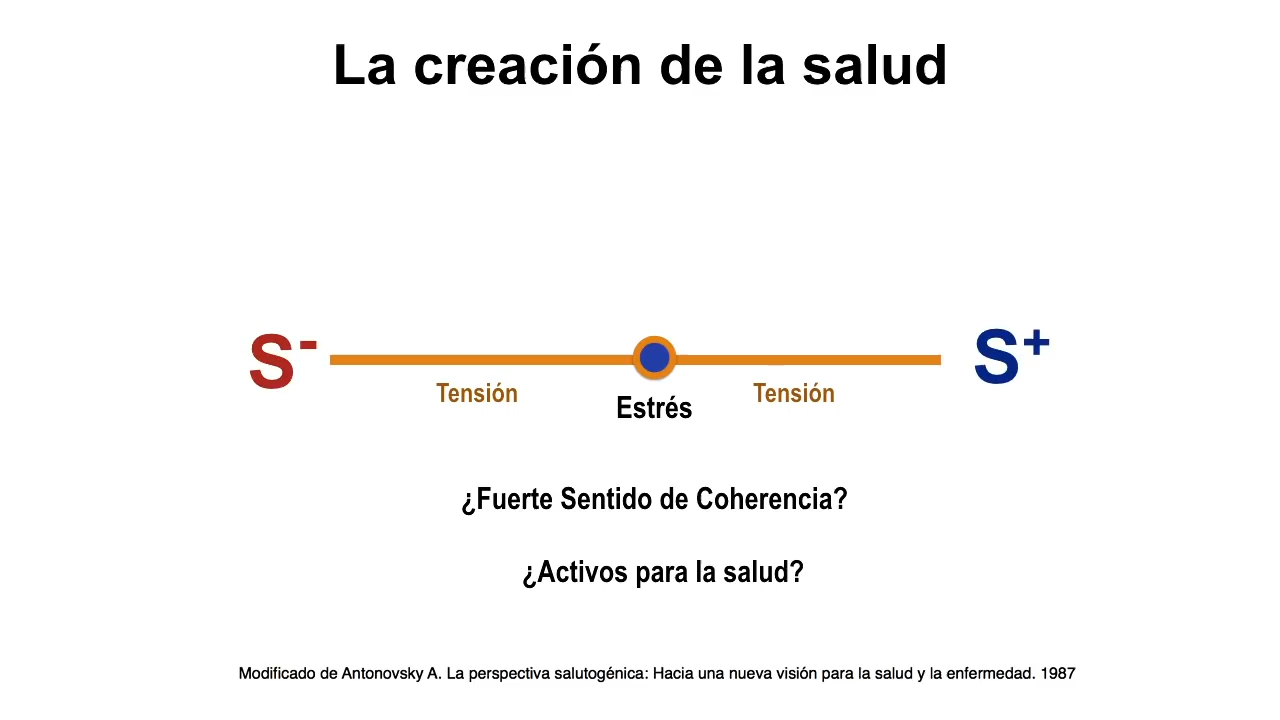 La creación de la salud
S-
S+
Tensión
Estrés
Tensión
¿Fuerte Sentido de Coherencia?
¿Activos para la salud?
Modificado de Antonovsky A. La perspectiva salutogénica: Hacia una nueva visión para la salud y la enfermedad. 1987